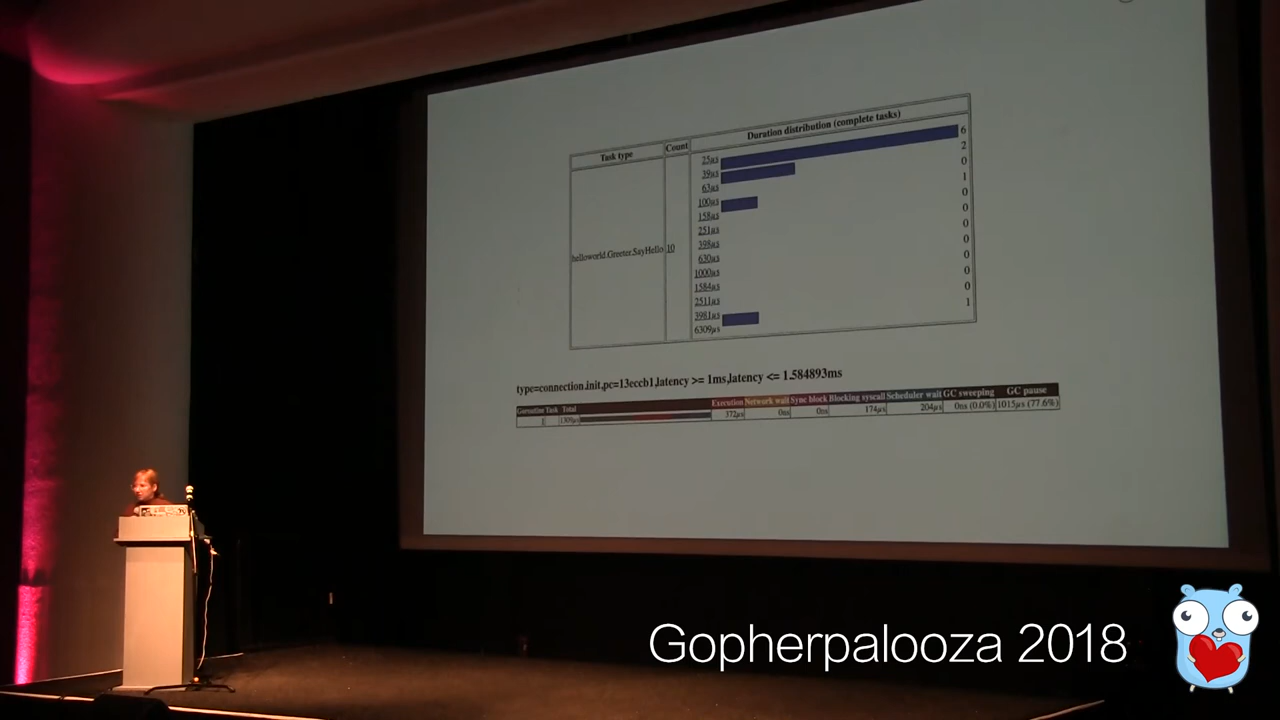 Duration distribution (complete tasks)
Task type Count
25µs 6
39µs 2
63µs 0
100µs 1
158µs 0
251µs 0
helloworld.Greeter.SayHello 10
398µs 0
630µs 0
1000µs 0
1584µs 0
2511µs 0
3981µs 1
6309µs
type=connection.init,pc=13eccb1,latency >= 1ms,latency <= 1.584893ms
Goroutine Task Total Execution Network wait Sync block Blocking syscall Scheduler wait GC sweeping GC pause
1 1309µs 372µs 0ns 0ns 174µs 204µs 0ns (0.0%) 1015µs (77.6%)
Gopherpalooza 2018